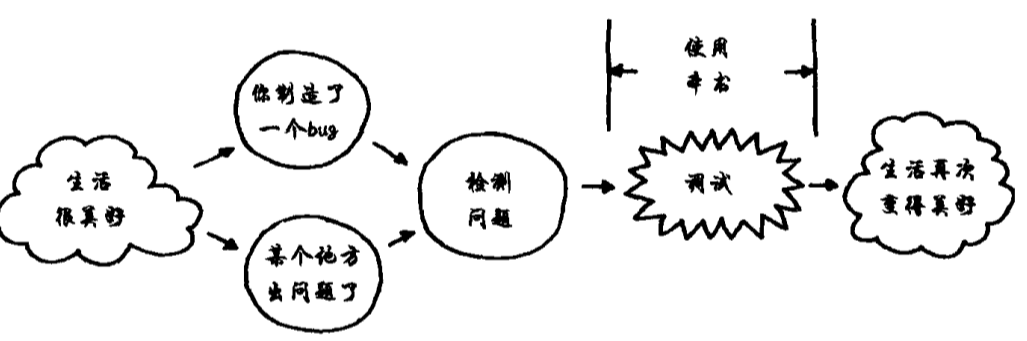 生活
很美好
你制造了
一个bug
某个地方
出问题了
检测
问题
使用
本书
调试
生活再次
变得美好